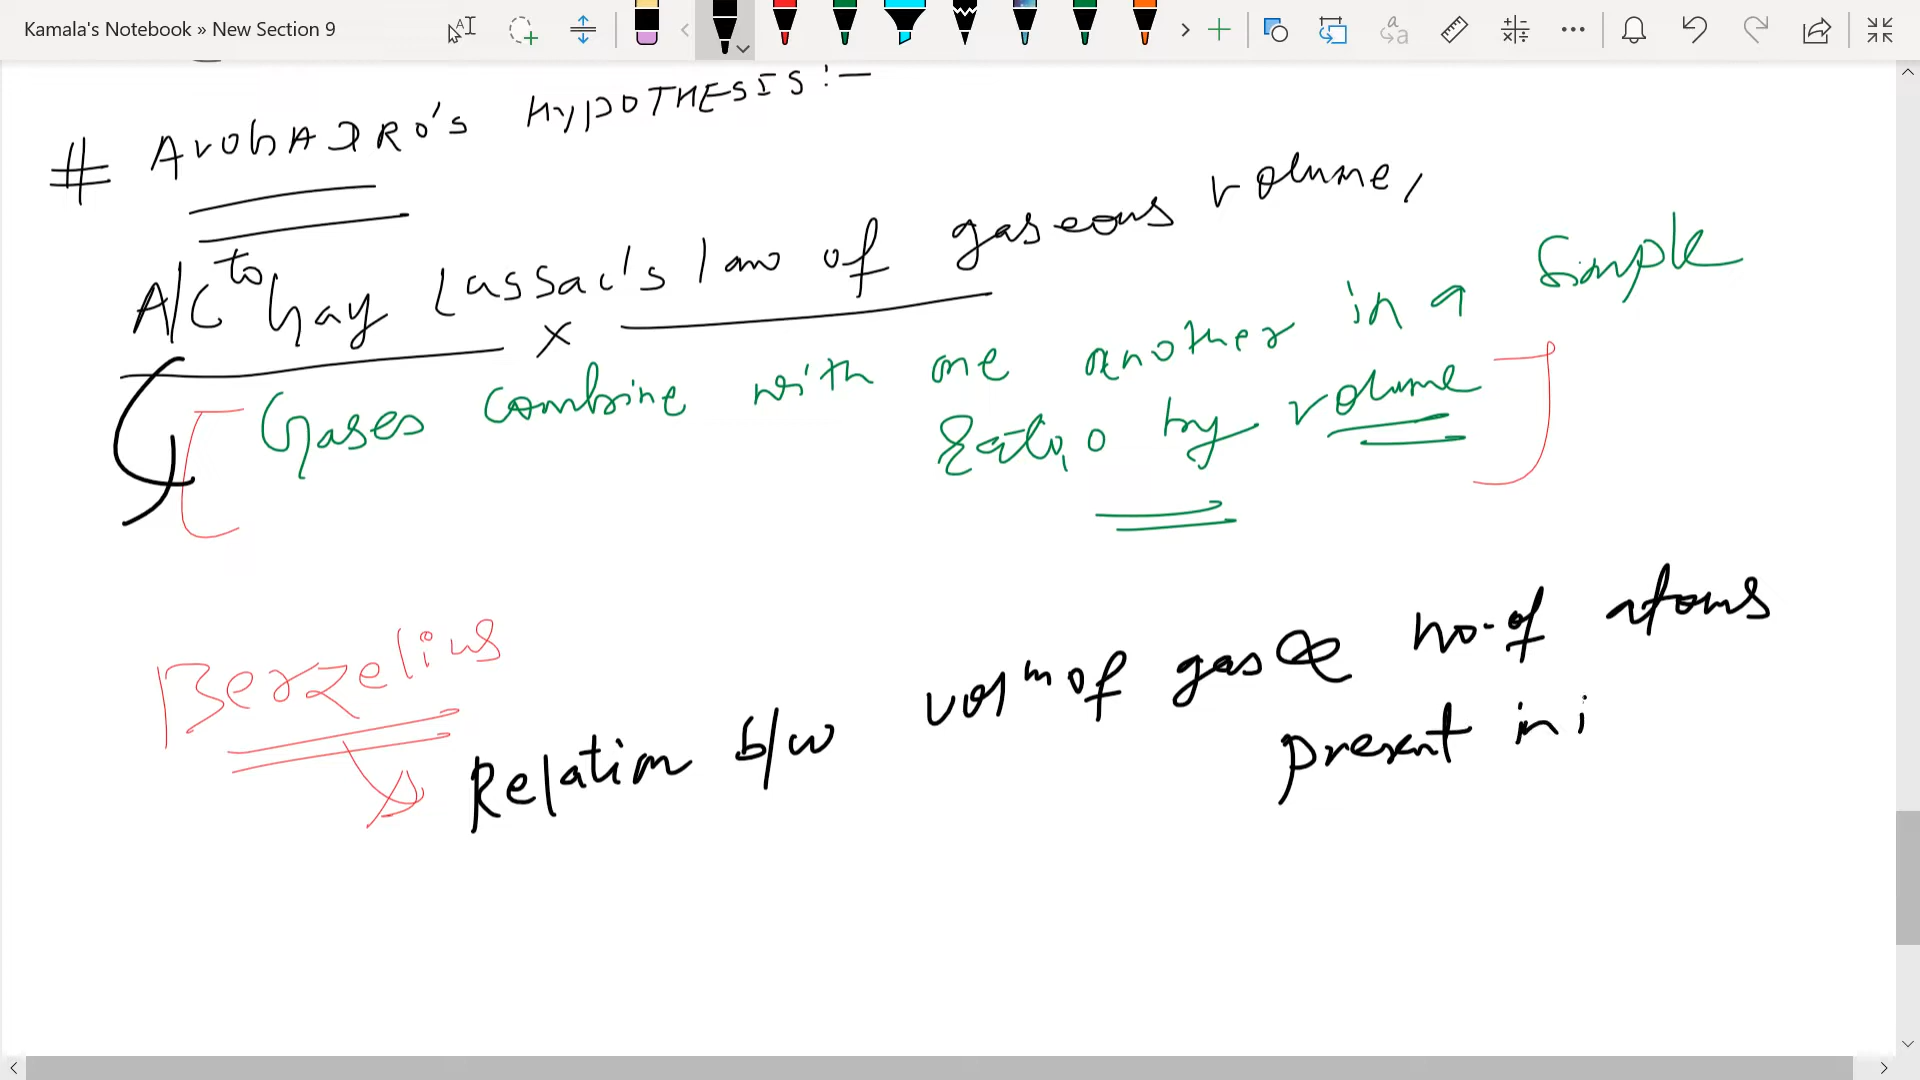 Kamala's Notebook » New Section 9
# AVOGADRO'S HYPOTHESIS:-
A/C to Gay Lassac's law of gaseous volume,
Gases combine with one another in a simple
ratio by volume
Berzelius
Relation b/w volm of gas & no. of atoms
present in i